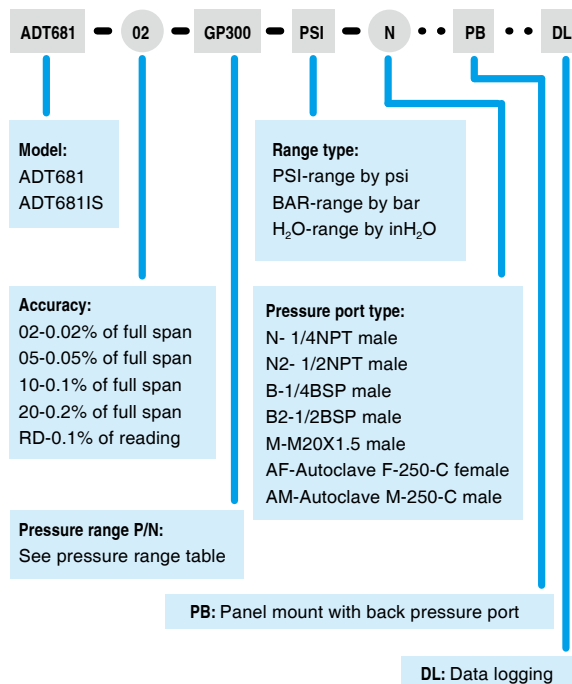 ADT681 02 GP300 PSI N PB DL
Model:
ADT681
ADT681IS
Range type:
PSI-range by psi
BAR-range by bar
H₂O-range by inH₂O
Accuracy:
02-0.02% of full span
05-0.05% of full span
10-0.1% of full span
20-0.2% of full span
RD-0.1% of reading
Pressure port type:
N- 1/4NPT male
N2- 1/2NPT male
B-1/4BSP male
B2-1/2BSP male
M-M20X1.5 male
AF-Autoclave F-250-C female
AM-Autoclave M-250-C male
Pressure range P/N:
See pressure range table
PB: Panel mount with back pressure port
DL: Data logging